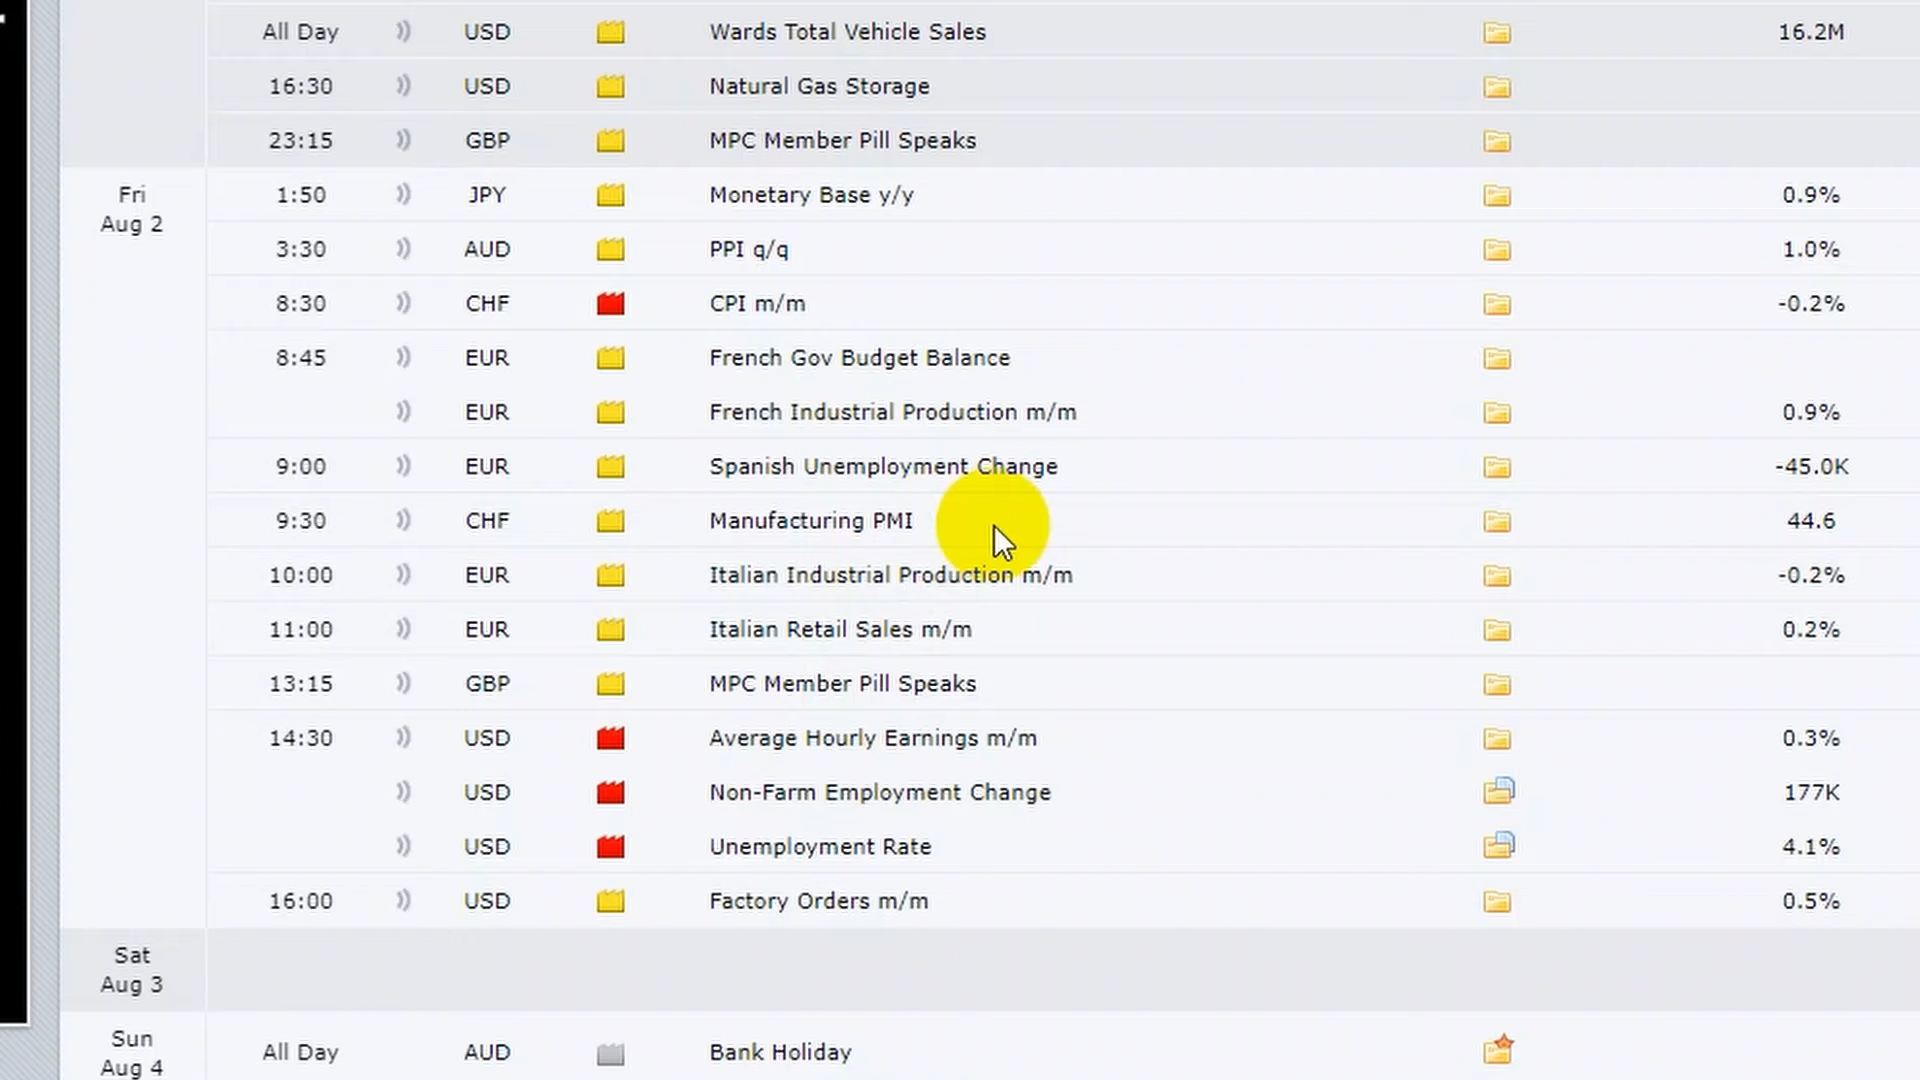 All Day USD Wards Total Vehicle Sales 16.2M
16:30 USD Natural Gas Storage
23:15 GBP MPC Member Pill Speaks
Fri
Aug 2
1:50 JPY Monetary Base y/y 0.9%
3:30 AUD PPI q/q 1.0%
8:30 CHF CPI m/m -0.2%
8:45 EUR French Gov Budget Balance
EUR French Industrial Production m/m 0.9%
9:00 EUR Spanish Unemployment Change -45.0K
9:30 CHF Manufacturing PMI 44.6
10:00 EUR Italian Industrial Production m/m -0.2%
11:00 EUR Italian Retail Sales m/m 0.2%
13:15 GBP MPC Member Pill Speaks
14:30 USD Average Hourly Earnings m/m 0.3%
USD Non-Farm Employment Change 177K
USD Unemployment Rate 4.1%
16:00 USD Factory Orders m/m 0.5%
Sat
Aug 3
Sun
Aug 4
All Day AUD Bank Holiday